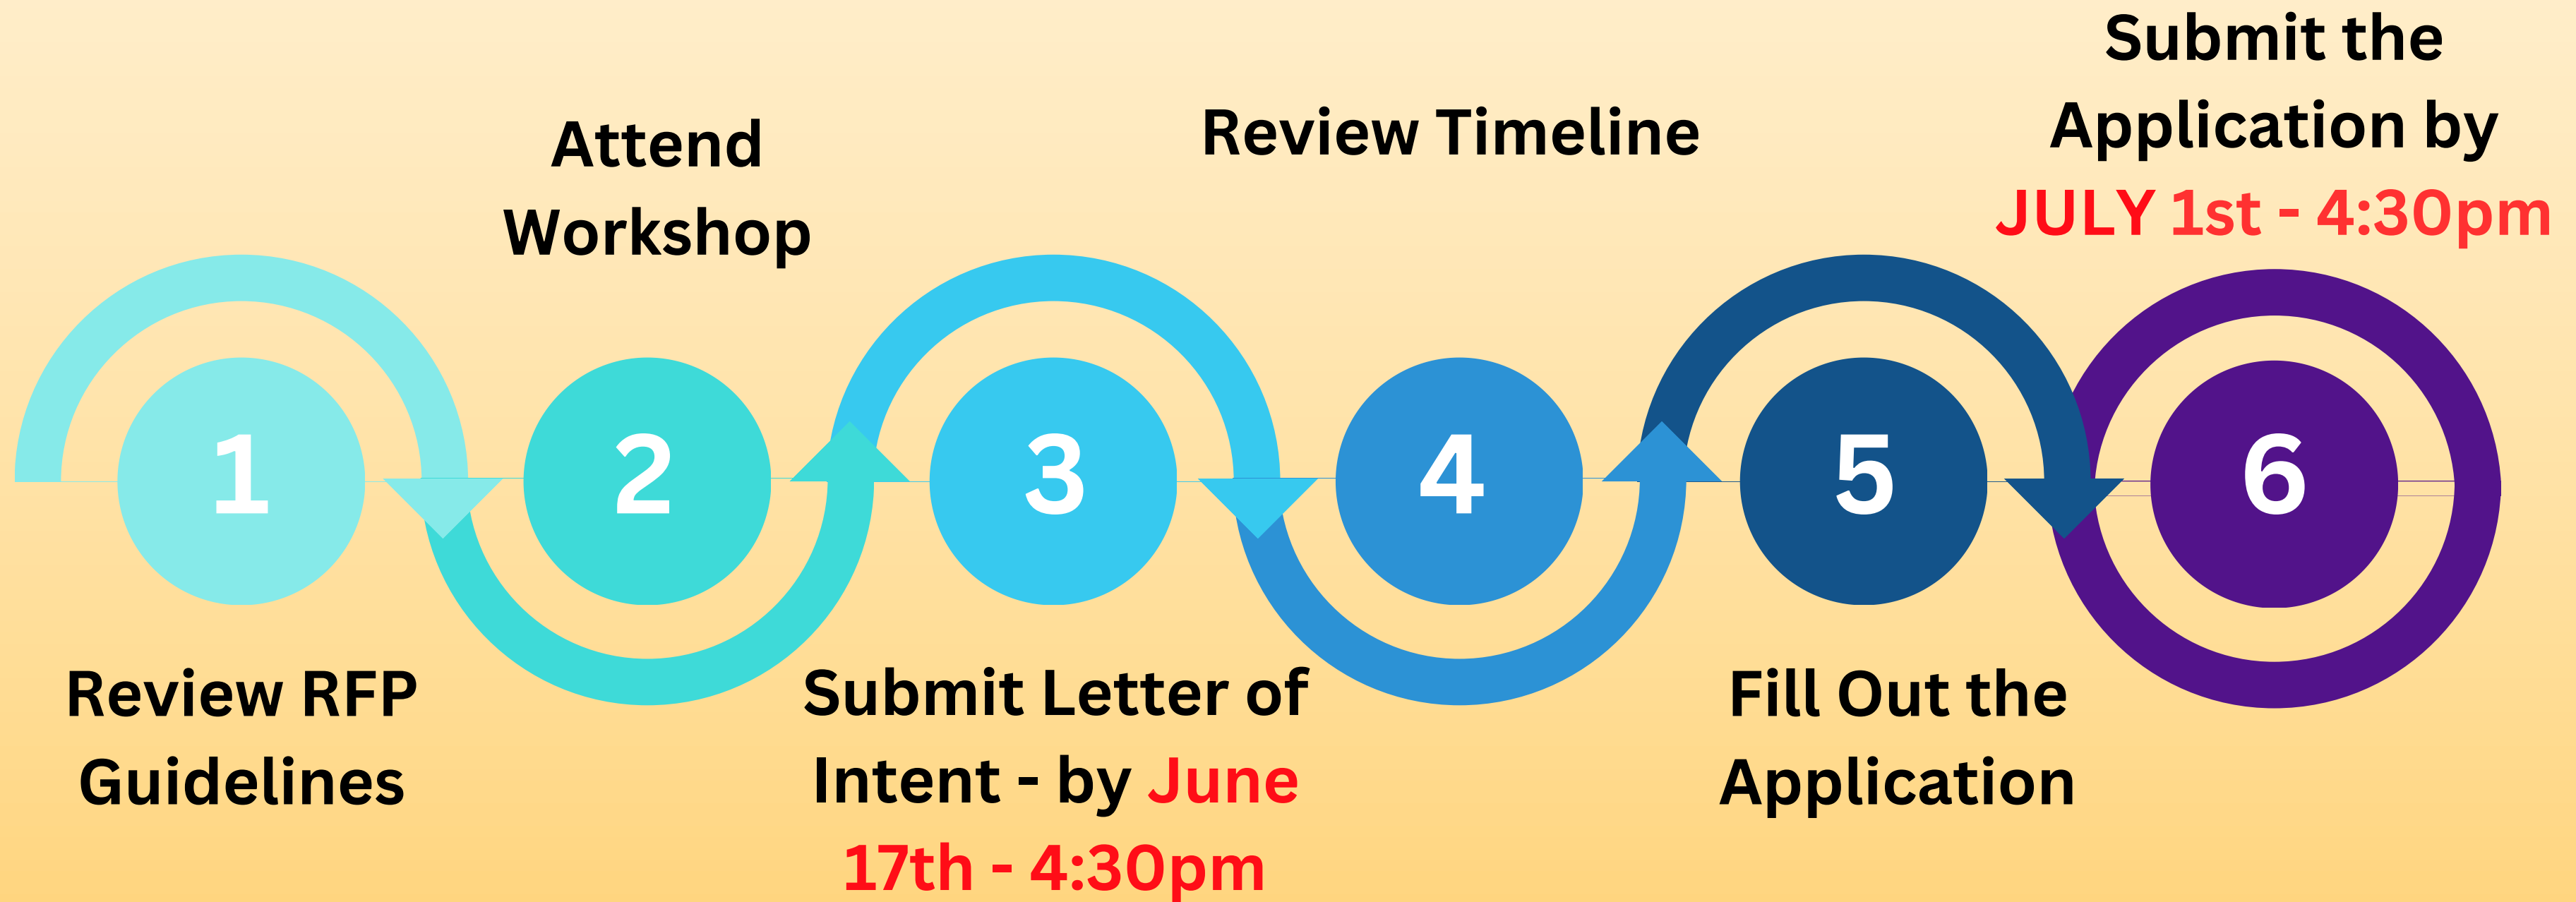 1
Review RFP
Guidelines
Attend
Workshop
2
3
Submit Letter of
Intent - by June
17th - 4:30pm
Review Timeline
4
5
Fill Out the
Application
Submit the
Application by
JULY 1st - 4:30pm
6